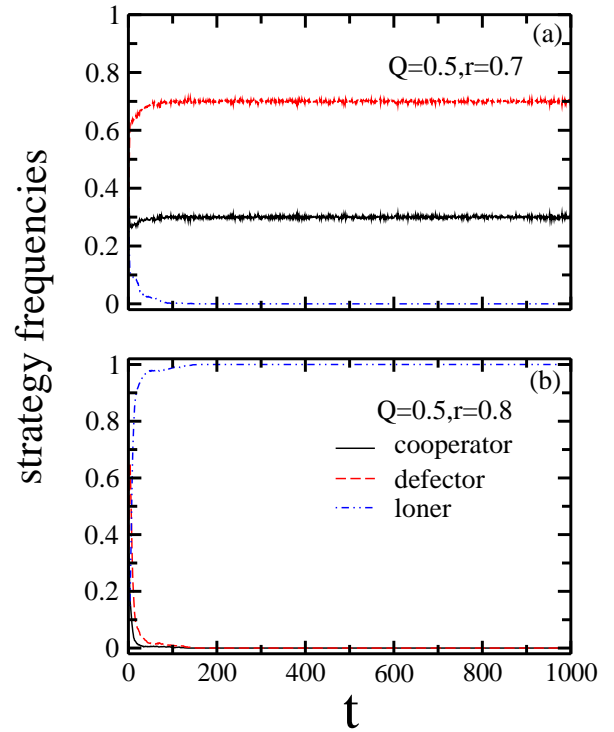 1
(a)
Q=0.5,r=0.7
0.8
0.6
0.4
0.2
0
strategy frequencies
1
(b)
Q=0.5,r=0.8
0.8
cooperator
0.6
defector
loner
0.4
0.2
0
0 200 400 600 800 1000
t